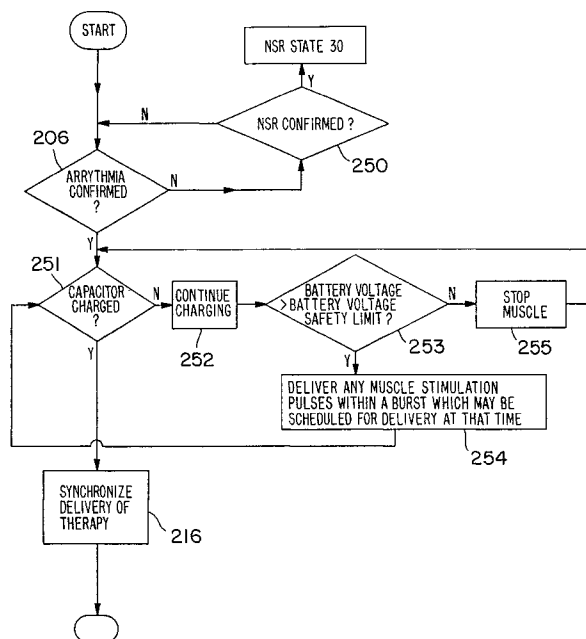 START
NSR STATE 30
Y
N
NSR CONFIRMED ?
250
206
ARRYTHMIA
CONFIRMED
?
N
Y
251
CAPACITOR
CHARGED
?
N
CONTINUE
CHARGING
252
BATTERY VOLTAGE
> BATTERY VOLTAGE
SAFETY LIMIT ?
253
N
STOP
MUSCLE
255
Y
Y
DELIVER ANY MUSCLE STIMULATION
PULSES WITHIN A BURST WHICH MAY BE
SCHEDULED FOR DELIVERY AT THAT TIME
254
SYNCHRONIZE
DELIVERY OF
THERAPY
216